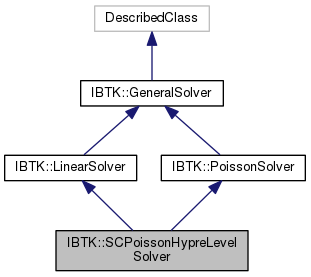 DescribedClass
IBTK::GeneralSolver
IBTK::LinearSolver
IBTK::PoissonSolver
IBTK::SCPoissonHypreLevel
Solver